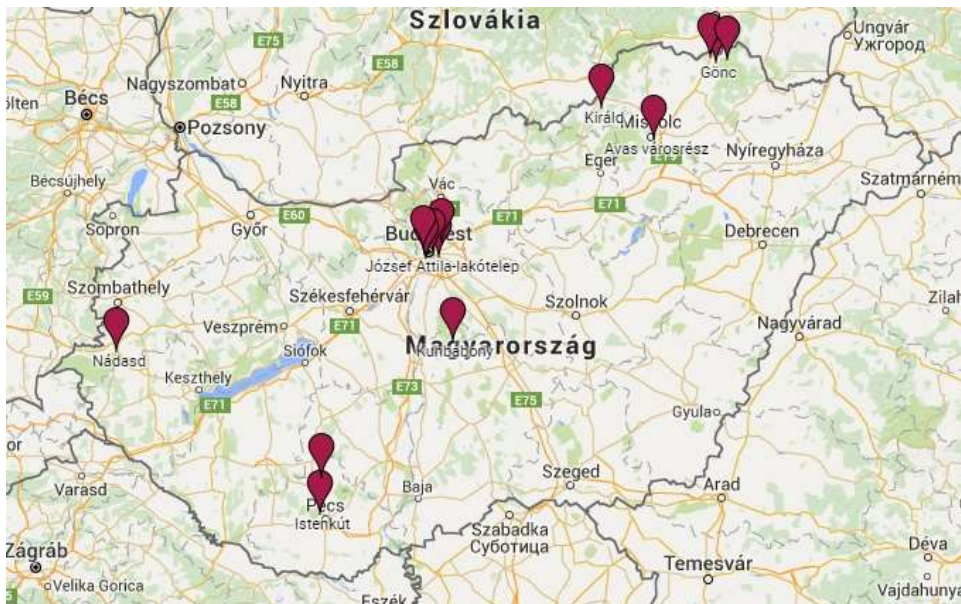 Szlovákia
E75
E58
Ungvár
Ужгород
Gönc
Nagyszombat
Nyitra
E58
Bécs
Pozsony
Királd
Miskolc
Avas városrész
Nyíregyháza
Eger
Bécsújhely
Vác
Szatmárném
Sopron
Győr
E60
E71
E71
Budapest
Debrecen
József Attila-lakótelep
E59
Szombathely
Székesfehérvár
Szolnok
Zilah
Nádasd
Veszprém
E71
Magyarország
Kunbábony
Nagyvárad
Siófok
Keszthely
E71
E73
E75
Gyula
Varasd
Baja
Szeged
Arad
Pécs
Istenkút
Szabadka
Суботица
Zágráb
Velika Gorica
Temesvár
Déva
Vajdahunya
Eszék